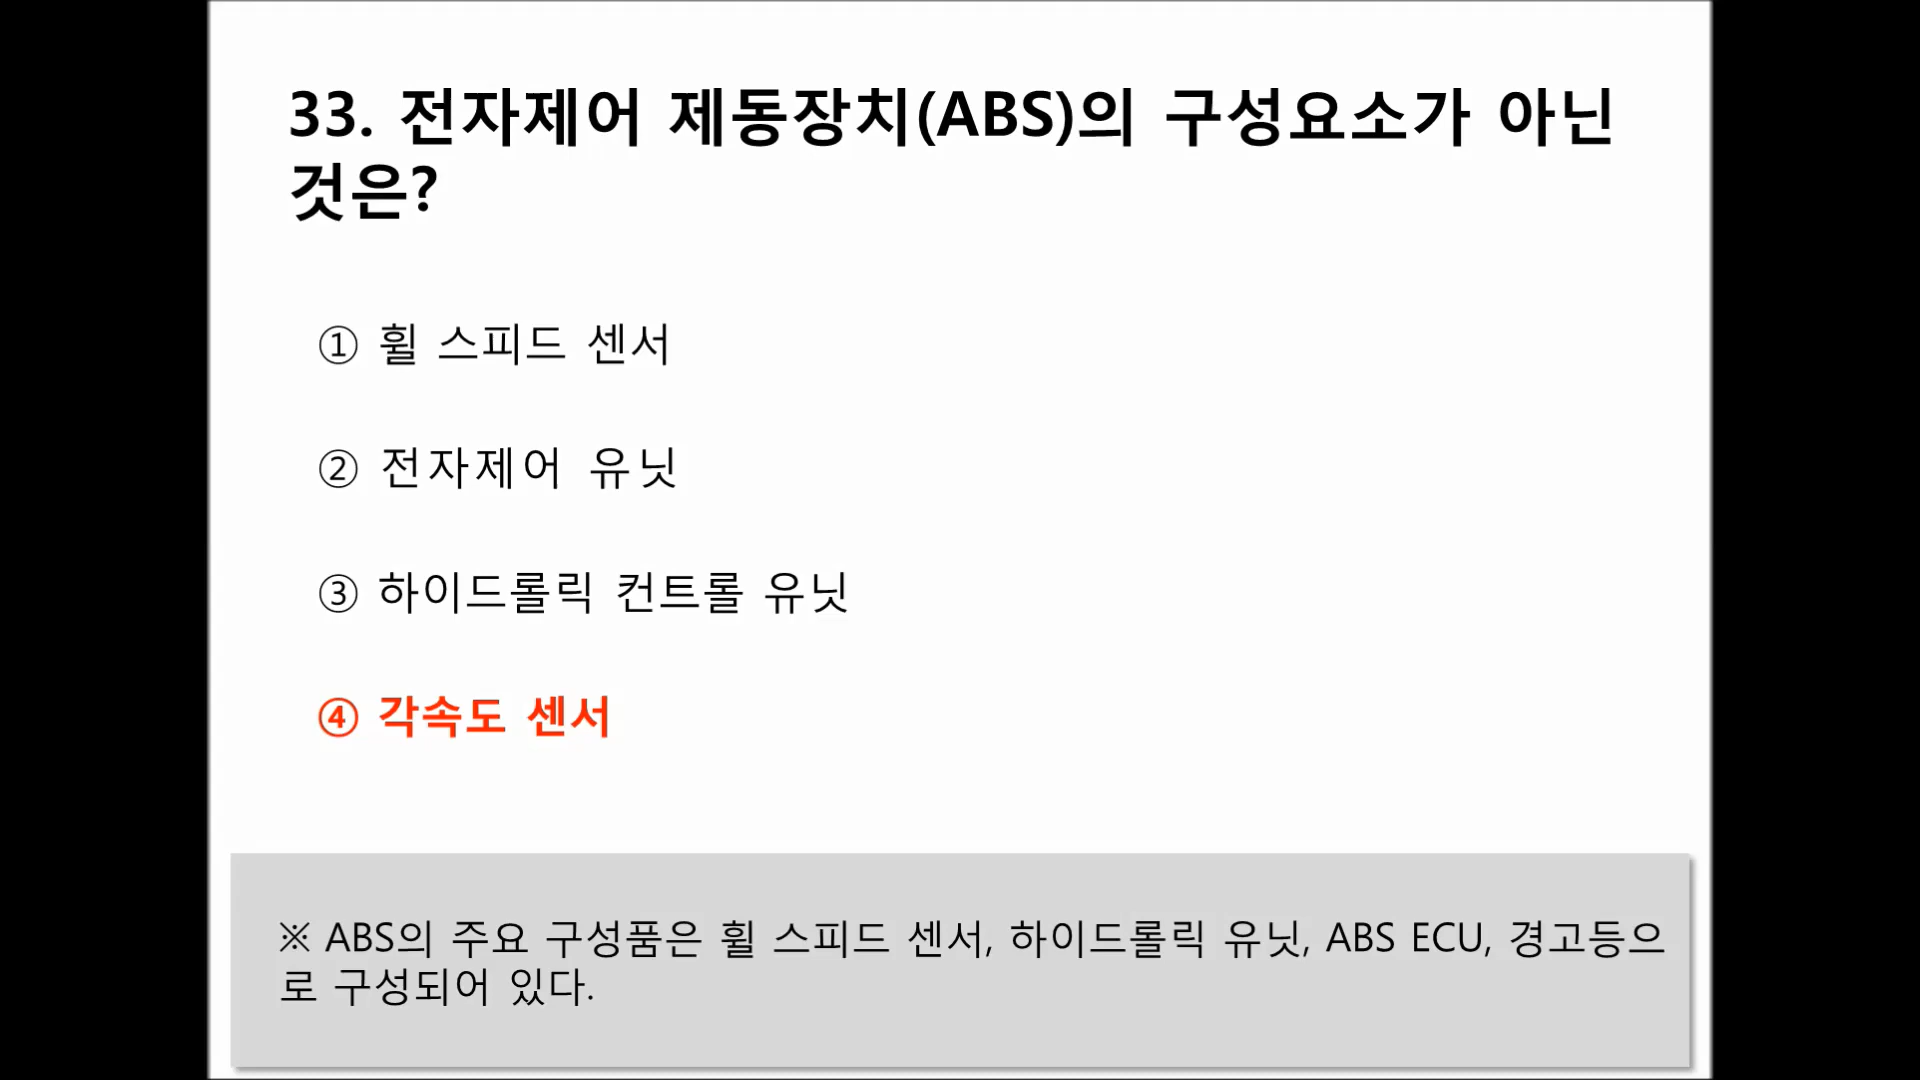 33. 전자제어 제동장치(ABS)의 구성요소가 아닌
것은?
① 휠 스피드 센서
② 전자제어 유닛
③ 하이드롤릭 컨트롤 유닛
④ 각속도 센서
※ ABS의 주요 구성품은 휠 스피드 센서, 하이드롤릭 유닛, ABS ECU, 경고등으
로 구성되어 있다.